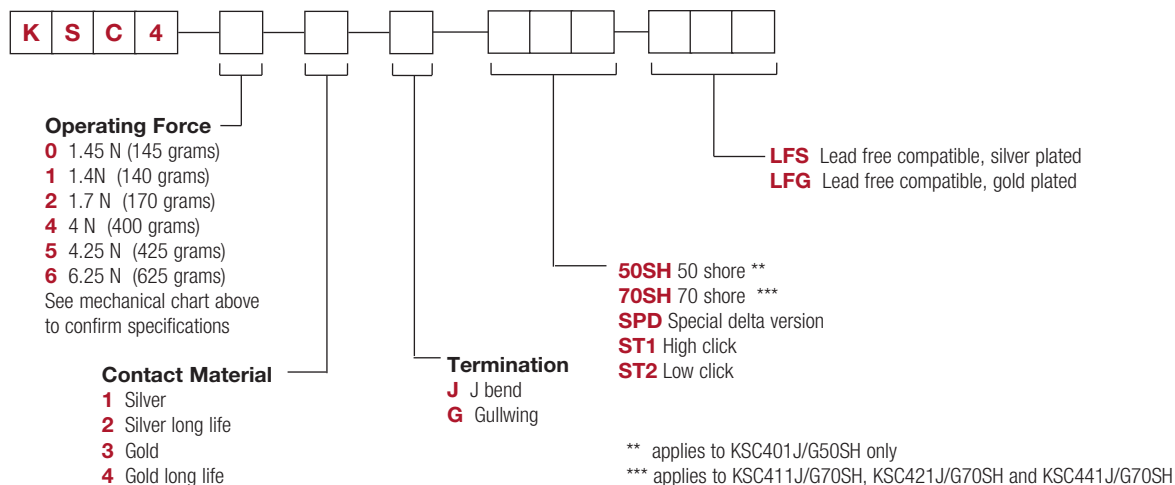 K S C 4
Operating Force
0 1.45 N (145 grams)
1 1.4N (140 grams)
2 1.7 N (170 grams)
4 4 N (400 grams)
5 4.25 N (425 grams)
6 6.25 N (625 grams)
See mechanical chart above
to confirm specifications
Contact Material
1 Silver
2 Silver long life
3 Gold
4 Gold long life
Termination
J J bend
G Gullwing
50SH 50 shore **
70SH 70 shore ***
SPD Special delta version
ST1 High click
ST2 Low click
LFS Lead free compatible, silver plated
LFG Lead free compatible, gold plated
** applies to KSC401J/G50SH only
*** applies to KSC411J/G70SH, KSC421J/G70SH and KSC441J/G70SH